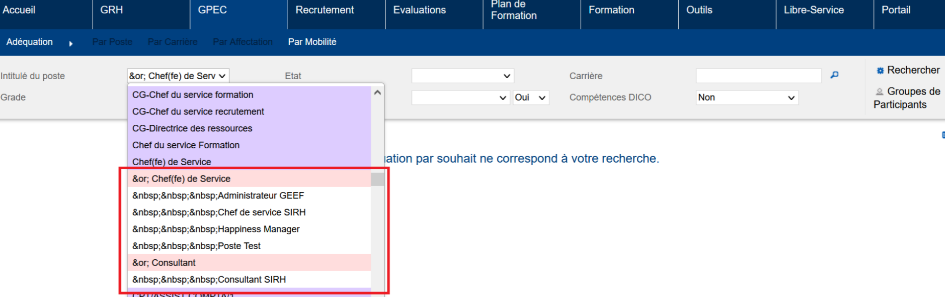 Accueil GRH GPEC Recrutement Evaluations Plan de Formation Formation Outils Libre-Service Portail
Adéquation Par Poste Par Carrière Par Affectation Par Mobilité
Intitulé du poste &or; Chef(fe) de Serv Etat Carrière Rechercher
Grade Oui Compétences DICO Non Groupes de Participants
CG-Chef du service formation
CG-Chef du service recrutement
CG-Directrice des ressources
Chef du service Formation
Chef(fe) de Service
ation par souhait ne correspond à votre recherche.
&or; Chef(fe) de Service
&nbsp;&nbsp;&nbsp;Administrateur GEEF
&nbsp;&nbsp;&nbsp;Chef de service SIRH
&nbsp;&nbsp;&nbsp;Happiness Manager
&nbsp;&nbsp;&nbsp;Poste Test
&or; Consultant
&nbsp;&nbsp;&nbsp;Consultant SIRH